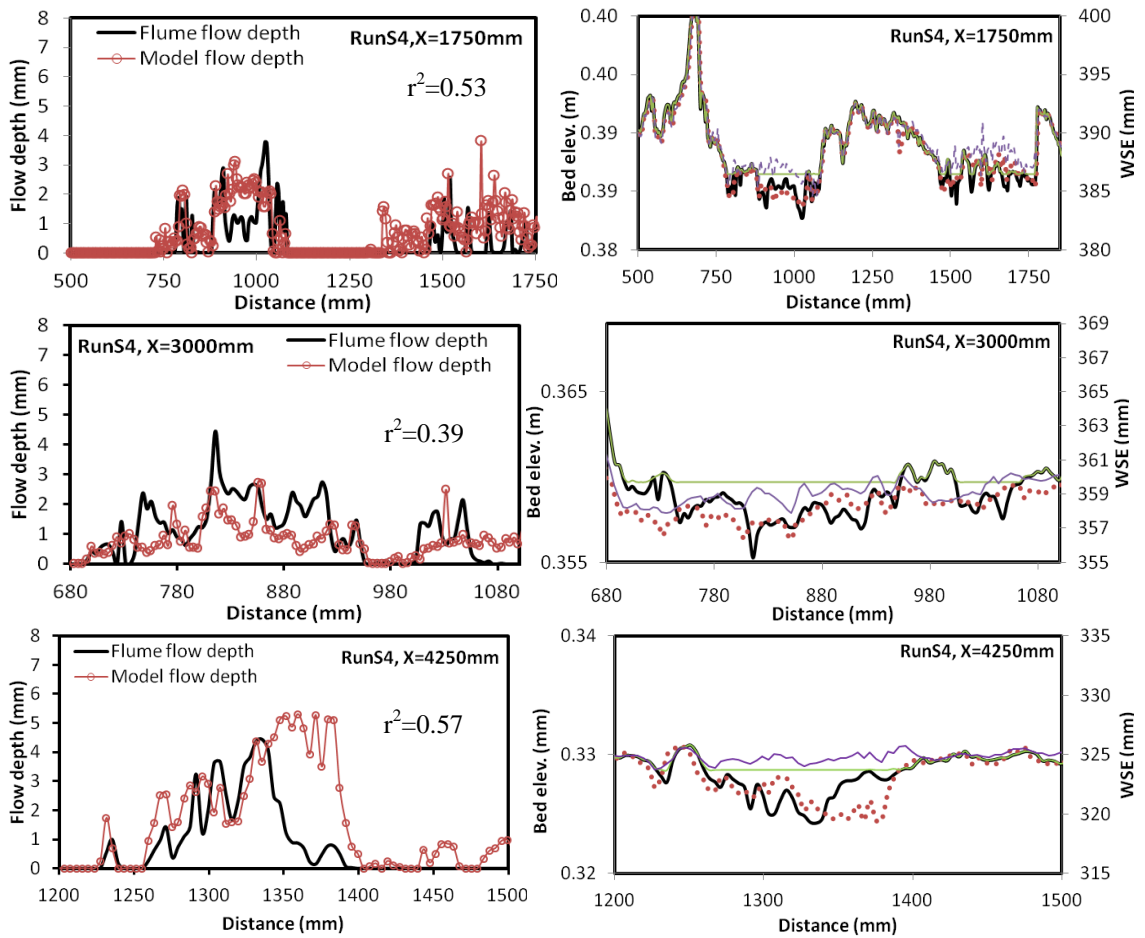 Flow depth (mm)
8
7
6
5
4
3
2
1
0
Flume flow depth
Model flow depth
RunS4,X=1750mm
r²=0.53
500 750 1000 1250 1500 1750
Distance (mm)
Bed elev. (m)
0.40
0.40
0.39
0.39
0.38
RunS4, X=1750mm
400
395
390
385
380
WSE (mm)
500 750 1000 1250 1500 1750
Distance (mm)
Flow depth (mm)
8
7
6
5
4
3
2
1
0
RunS4, X=3000mm
Flume flow depth
Model flow depth
r²=0.39
680 780 880 980 1080
Distance (mm)
Bed elev. (m)
0.365
0.355
RunS4, X=3000mm
369
367
365
363
361
359
357
355
WSE (mm)
680 780 880 980 1080
Distance (mm)
Flow depth (mm)
8
7
6
5
4
3
2
1
0
Flume flow depth
Model flow depth
RunS4, X=4250mm
r²=0.57
1200 1300 1350 1400 1450 1500
Distance (mm)
Bed elev. (mm)
0.34
0.33
0.32
RunS4, X=4250mm
335
330
325
320
315
WSE (mm)
1200 1300 1400 1500
Distance (mm)